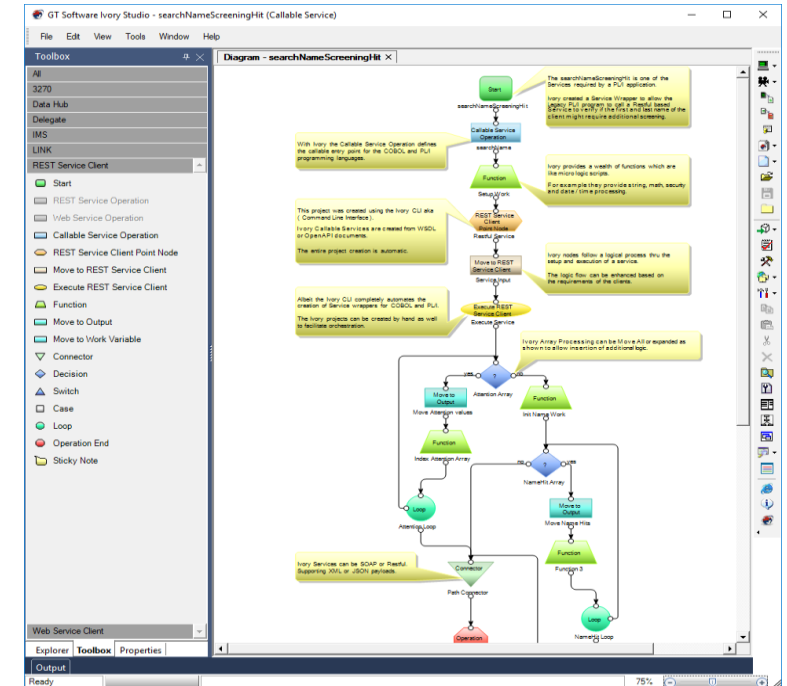 GT Software Ivory Studio - searchNameScreeningHit (Callable Service)
File Edit View Tools Window Help
Toolbox
Diagram - searchNameScreeningHit
All
3270
Data Hub
Delegate
IMS
LINK
REST Service Client
Start
REST Service Operation
Web Service Operation
Callable Service Operation
REST Service Client Point Node
Move to REST Service Client
Execute REST Service Client
Function
Move to Output
Move to Work Variable
Connector
Decision
Switch
Case
Loop
Operation End
Sticky Note
Web Service Client
Explorer Toolbox Properties
Output
Ready
75%
Start
searchNameScreeningHit
The searchNameScreeningHit is one of the
Services required by a PL/I application.
Ivory created a Service Wrapper to allow the
Legacy PL/I program to call a Restful based
Service to verify if the first and last name of the
client might require additional screening.
Callable Service
Operation
searchName
With Ivory the Callable Service Operation defines
the callable entry point for the COBOL and PL/I
programming languages.
Function
Setup Work
Ivory provides a wealth of functions which are
like micro logic scripts.
For example they provide string, math, security
and date / time processing.
REST Service
Client
Point Node
Restful Service
This project was created using the Ivory CLI aka
( Command Line Interface ).
Ivory Callable Services are created from WSDL
or OpenAPI documents.
The entire project creation is automatic.
Move to REST
Service Client
Service Input
Ivory nodes follow a logical process thru the
setup and execution of a service.
The logic flow can be enhanced based on
the requirements of the clients.
Execute REST
Service Client
Execute Service
Albeit the Ivory CLI completely automates the
creation of Service wrappers for COBOL and PL/I.
The Ivory projects can be created by hand as well
to facilitate orchestration.
Ivory Array Processing can be Move All or expanded as
shown to allow insertion of additional logic.
yes ? no
Attention Array
Move to
Output
Move Attention values
Function
Init Name Work
Function
Index Attention Array
no ? yes
NameHit Array
Loop
Attention Loop
Move to
Output
Move Name Hits
Function
Function 3
Ivory Services can be SOAP or Restful.
Supporting XML or JSON payloads.
Connector
Path Connector
Loop
NameHit Loop
Operation